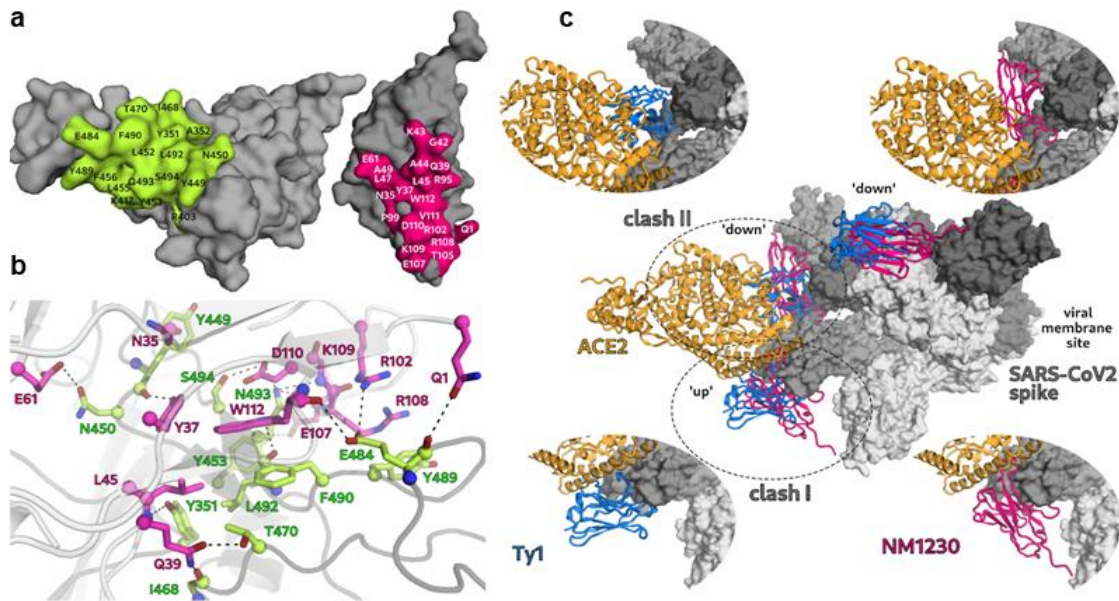 a
T470 I468
E484 F490 Y351 A352
L452 L492 N450
Y489 F456 Q493 S494 Y449
L455
K417 Y453
R403
K43
G42
E61 A44 Q39
A49
L47 L45 R95
N35 Y37
W112
P99 V111
D110 R102 Q1
R108
K109 T105
E107
b
Y449
N35
D110 K109
S494 R102
N493 Q1
E61
W112 R108
N450 Y37 E107
E484
Y453 Y489
L45 F490
Y351 L492
T470
Q39
I468
c
clash II
'down'
'down'
ACE2
viral
membrane
site
SARS-CoV2
spike
'up'
clash I
Ty1
NM1230